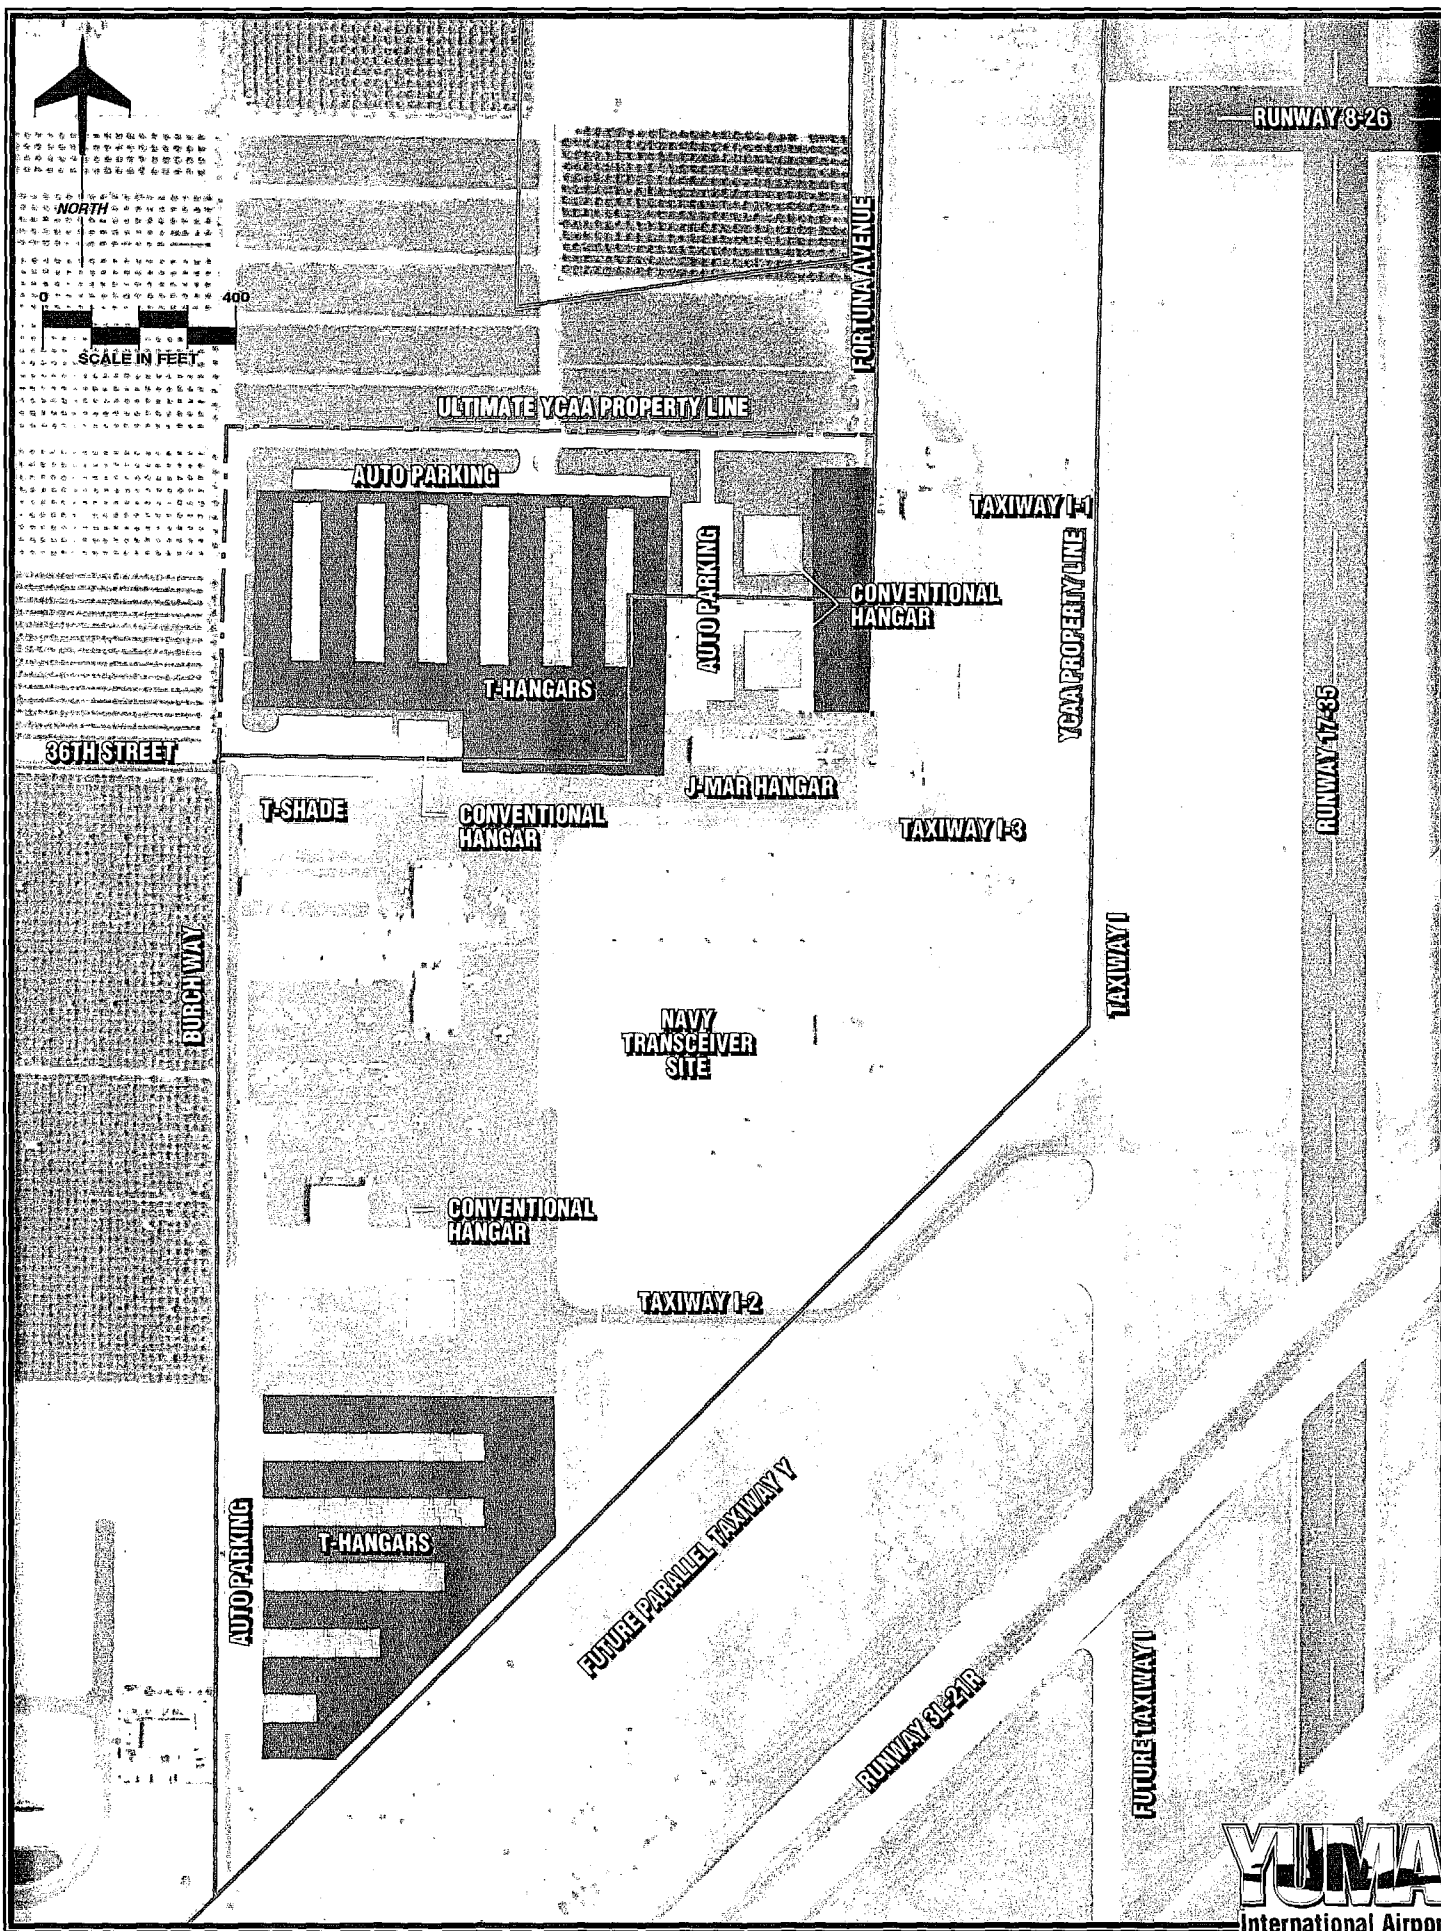 RUNWAY 8-26
NORTH
FORTUNA AVENUE
0 400
SCALE IN FEET
ULTIMATE YCAA PROPERTY LINE
AUTO PARKING
TAXIWAY I-1
AUTO PARKING
YCAA PROPERTY LINE
CONVENTIONAL
HANGAR
T-HANGARS
RUNWAY 17-35
36TH STREET
J-MAR HANGAR
T-SHADE
CONVENTIONAL
HANGAR
TAXIWAY I-3
BURCH WAY
TAXIWAY I
NAVY
TRANSCEIVER
SITE
CONVENTIONAL
HANGAR
TAXIWAY I-2
AUTO PARKING
T-HANGARS
FUTURE PARALLEL TAXIWAY Y
RUNWAY 3L-21R
FUTURE TAXIWAY I
YUMA
International Airpor